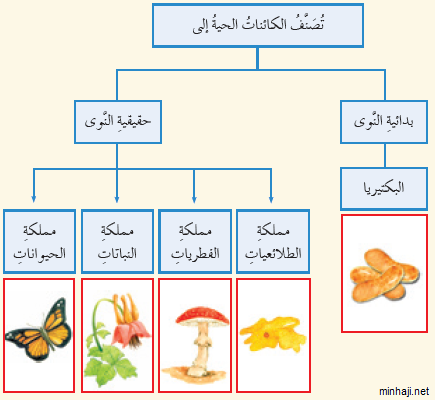 تُصَنَّفُ الكائناتُ الحيةُ إلى
بدائيةِ النَّوى
حقيقيةِ النَّوى
البكتيريا
مملكةِ
الطلائعياتِ
مملكةِ
الفطرياتِ
مملكةِ
النباتاتِ
مملكةِ
الحيواناتِ
minhaji.net